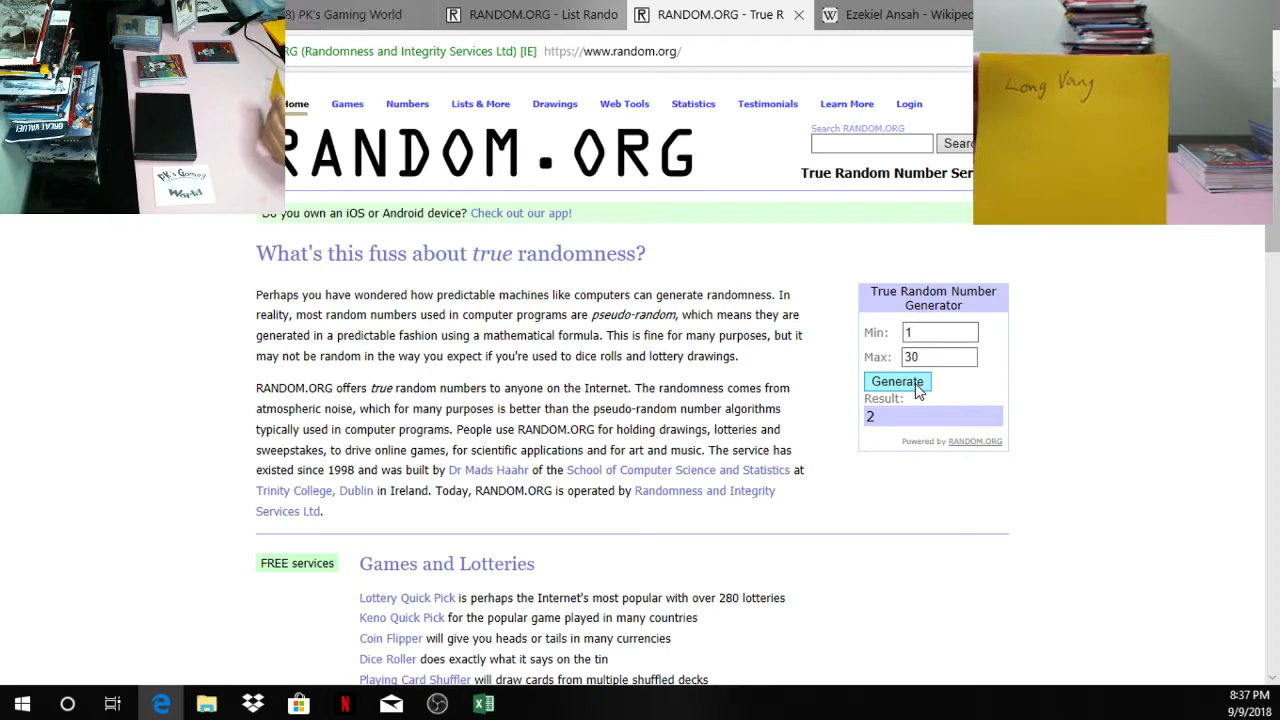 PK's Gaming World
RANDOM.ORG - List Rando
RANDOM.ORG - True R
Ezekiel Ansah - Wikiped
RG (Randomness and Integrity Services Ltd) [IE] https://www.random.org/
Home Games Numbers Lists & More Drawings Web Tools Statistics Testimonials Learn More Login
RANDOM.ORG
Search RANDOM.ORG
Searc
True Random Number Ser
Do you own an iOS or Android device? Check out our app!
GREAT VALUE!
PK's Gaming
World
Long Vang
What's this fuss about true randomness?
Perhaps you have wondered how predictable machines like computers can generate randomness. In
reality, most random numbers used in computer programs are pseudo-random, which means they are
generated in a predictable fashion using a mathematical formula. This is fine for many purposes, but it
may not be random in the way you expect if you're used to dice rolls and lottery drawings.
RANDOM.ORG offers true random numbers to anyone on the Internet. The randomness comes from
atmospheric noise, which for many purposes is better than the pseudo-random number algorithms
typically used in computer programs. People use RANDOM.ORG for holding drawings, lotteries and
sweepstakes, to drive online games, for scientific applications and for art and music. The service has
existed since 1998 and was built by Dr Mads Haahr of the School of Computer Science and Statistics at
Trinity College, Dublin in Ireland. Today, RANDOM.ORG is operated by Randomness and Integrity
Services Ltd.
True Random Number
Generator
Min: 1
Max: 30
Generate
Result:
2
Powered by RANDOM.ORG
FREE services
Games and Lotteries
Lottery Quick Pick is perhaps the Internet's most popular with over 280 lotteries
Keno Quick Pick for the popular game played in many countries
Coin Flipper will give you heads or tails in many currencies
Dice Roller does exactly what it says on the tin
Playing Card Shuffler will draw cards from multiple shuffled decks
8:37 PM
9/9/2018